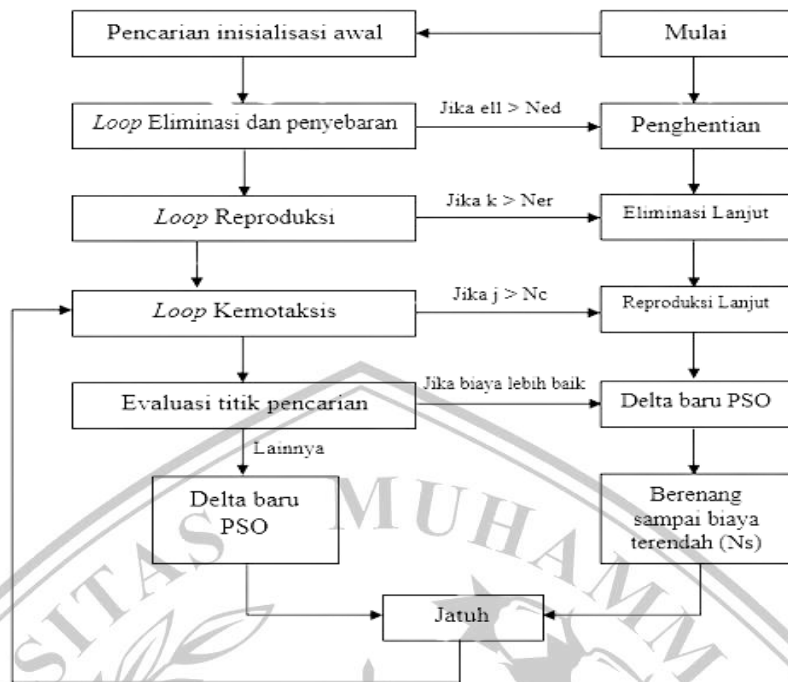 Pencarian inisialisasi awal
Mulai
Loop Eliminasi dan penyebaran
Jika ell > Ned
Penghentian
Loop Reproduksi
Jika k > Ner
Eliminasi Lanjut
Loop Kemotaksis
Jika j > Nc
Reproduksi Lanjut
Evaluasi titik pencarian
Jika biaya lebih baik
Delta baru PSO
Lainnya
Delta baru
PSO
Berenang
sampai biaya
terendah (Ns)
Jatuh
SITAS MUHAMM